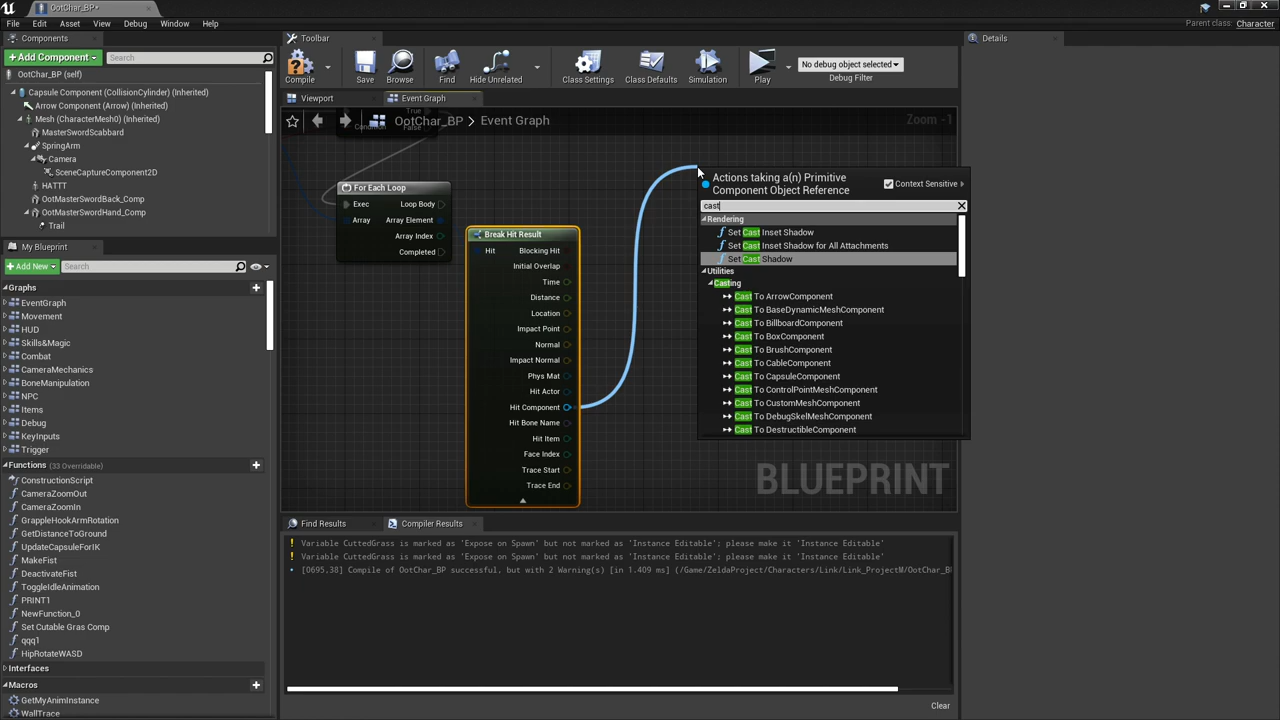 OotChar_BP*
File Edit Asset View Debug Window Help
Parent class: Character
Components
Toolbar
Details
+Add Component
Search
Compile
Save
Browse
Find
Hide Unrelated
Class Settings
Class Defaults
Simulation
Play
No debug object selected
Debug Filter
OotChar_BP (self)
Capsule Component (CollisionCylinder) (Inherited)
Arrow Component (Arrow) (Inherited)
Mesh (CharacterMesh0) (Inherited)
MasterSwordScabbard
SpringArm
Camera
SceneCaptureComponent2D
HATTT
OotMasterSwordBack_Comp
OotMasterSwordHand_Comp
Trail
My Blueprint
+Add New
Search
Graphs
EventGraph
Movement
HUD
Skills&Magic
Combat
CameraMechanics
BoneManipulation
NPC
Items
Debug
KeyInputs
Trigger
Functions (33 Overridable)
ConstructionScript
CameraZoomOut
CameraZoomIn
GrappleHookArmRotation
GetDistanceToGround
UpdateCapsuleForIK
MakeFist
DeactivateFist
ToggleIdleAnimation
PRINT1
NewFunction_0
Set Cutable Gras Comp
qqq1
HipRotateWASD
Interfaces
Macros
GetMyAnimInstance
WallTrace
Viewport
Event Graph
True
Condition False
OotChar_BP > Event Graph
Zoom -1
For Each Loop
Exec Loop Body
Array Array Element
Array Index
Completed
Break Hit Result
Hit Blocking Hit
Initial Overlap
Time
Distance
Location
Impact Point
Normal
Impact Normal
Phys Mat
Hit Actor
Hit Component
Hit Bone Name
Hit Item
Face Index
Trace Start
Trace End
Actions taking a(n) Primitive
Component Object Reference
Context Sensitive
cast
Rendering
Set Cast Inset Shadow
Set Cast Inset Shadow for All Attachments
Set Cast Shadow
Utilities
Casting
Cast To ArrowComponent
Cast To BaseDynamicMeshComponent
Cast To BillboardComponent
Cast To BoxComponent
Cast To BrushComponent
Cast To CableComponent
Cast To CapsuleComponent
Cast To ControlPointMeshComponent
Cast To CustomMeshComponent
Cast To DebugSkelMeshComponent
Cast To DestructibleComponent
BLUEPRINT
Find Results
Compiler Results
Variable CuttedGrass is marked as 'Expose on Spawn' but not marked as 'Instance Editable'; please make it 'Instance Editable'
Variable CuttedGrass is marked as 'Expose on Spawn' but not marked as 'Instance Editable'; please make it 'Instance Editable'
[0695.38] Compile of OotChar_BP successful, but with 2 Warning(s) [in 1.409 ms] (/Game/ZeldaProject/Characters/Link/Link_ProjectM/OotChar_B
Clear